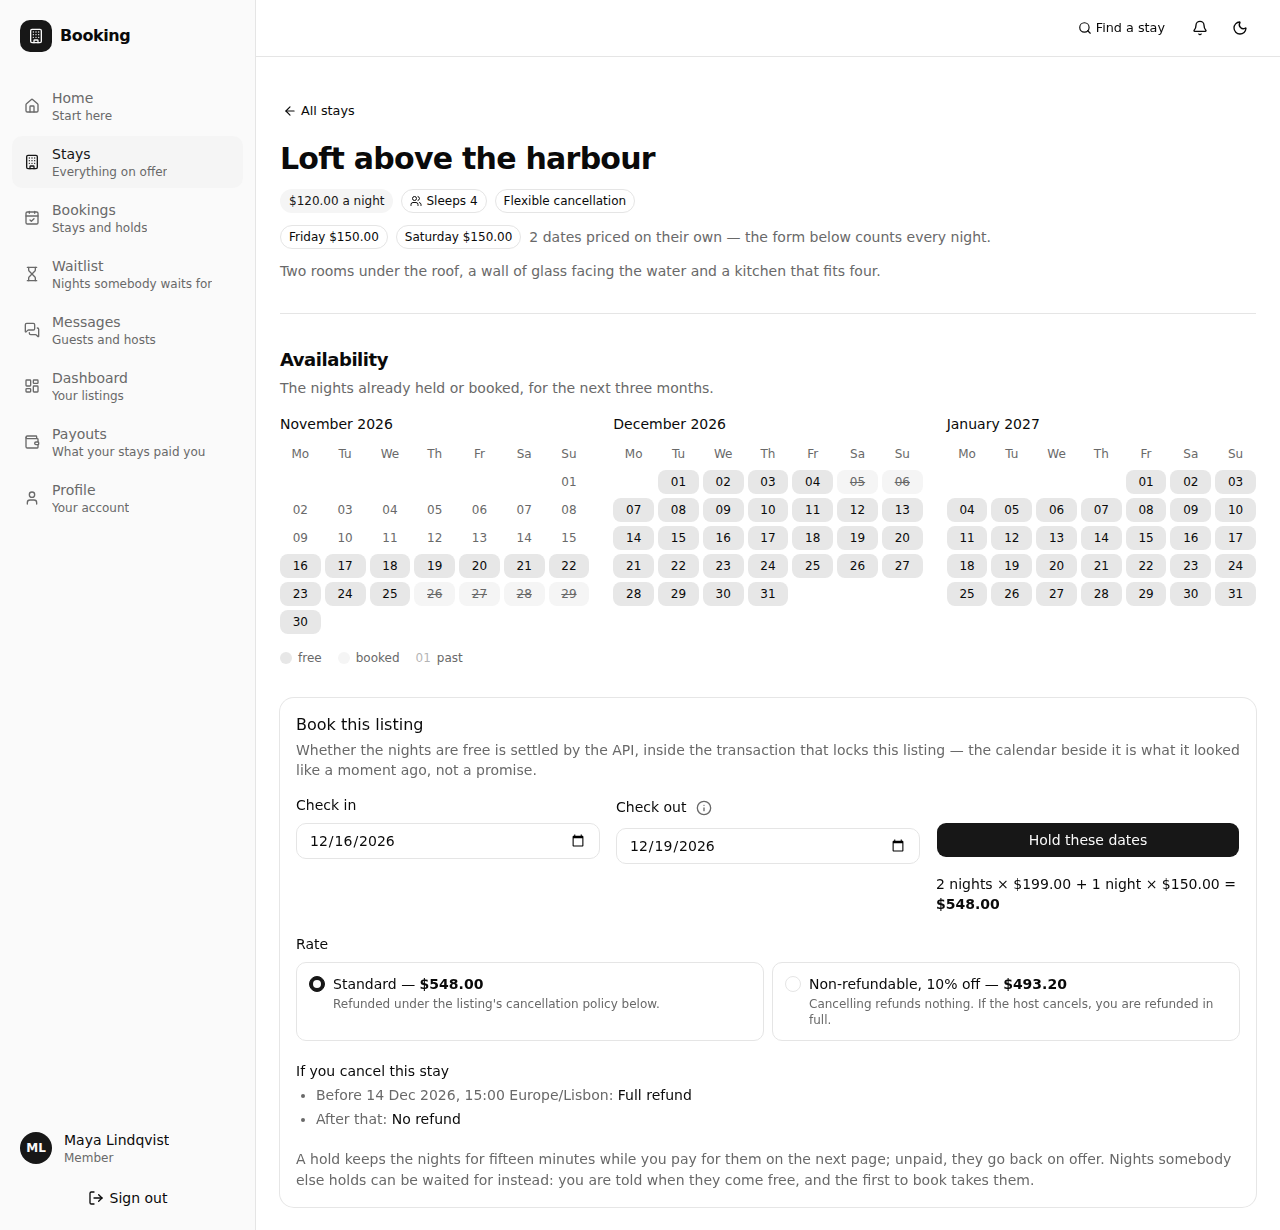 Booking
Find a stay
Home
Start here
Stays
Everything on offer
Bookings
Stays and holds
Waitlist
Nights somebody waits for
Messages
Guests and hosts
Dashboard
Your listings
Payouts
What your stays paid you
Profile
Your account
ML
Maya Lindqvist
Member
Sign out
All stays
Loft above the harbour
$120.00 a night Sleeps 4 Flexible cancellation
Friday $150.00 Saturday $150.00 2 dates priced on their own — the form below counts every night.
Two rooms under the roof, a wall of glass facing the water and a kitchen that fits four.
Availability
The nights already held or booked, for the next three months.
November 2026
Mo Tu We Th Fr Sa Su
01
02 03 04 05 06 07 08
09 10 11 12 13 14 15
16 17 18 19 20 21 22
23 24 25 26 27 28 29
30
December 2026
Mo Tu We Th Fr Sa Su
01 02 03 04 05 06
07 08 09 10 11 12 13
14 15 16 17 18 19 20
21 22 23 24 25 26 27
28 29 30 31
January 2027
Mo Tu We Th Fr Sa Su
01 02 03
04 05 06 07 08 09 10
11 12 13 14 15 16 17
18 19 20 21 22 23 24
25 26 27 28 29 30 31
free booked 01 past
Book this listing
Whether the nights are free is settled by the API, inside the transaction that locks this listing — the calendar beside it is what it looked
like a moment ago, not a promise.
Check in
12/16/2026
Check out
12/19/2026
Hold these dates
2 nights × $199.00 + 1 night × $150.00 =
$548.00
Rate
Standard — $548.00
Refunded under the listing's cancellation policy below.
Non-refundable, 10% off — $493.20
Cancelling refunds nothing. If the host cancels, you are refunded in
full.
If you cancel this stay
• Before 14 Dec 2026, 15:00 Europe/Lisbon: Full refund
• After that: No refund
A hold keeps the nights for fifteen minutes while you pay for them on the next page; unpaid, they go back on offer. Nights somebody
else holds can be waited for instead: you are told when they come free, and the first to book takes them.